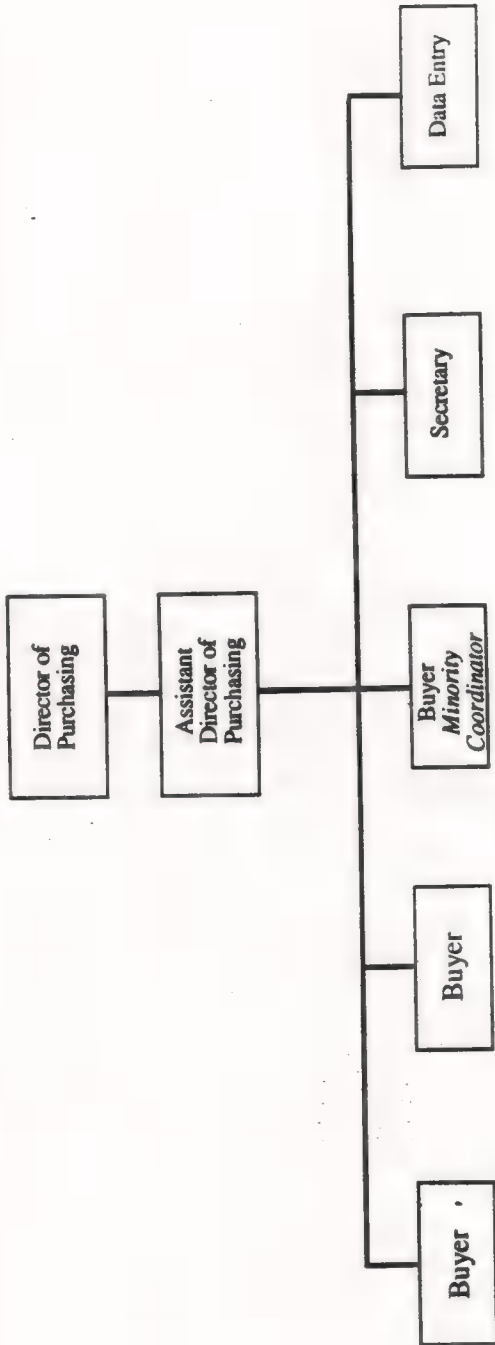 Director of
Purchasing
Assistant
Director of
Purchasing
Buyer
Buyer
Buyer
Minority
Coordinator
Secretary
Data Entry